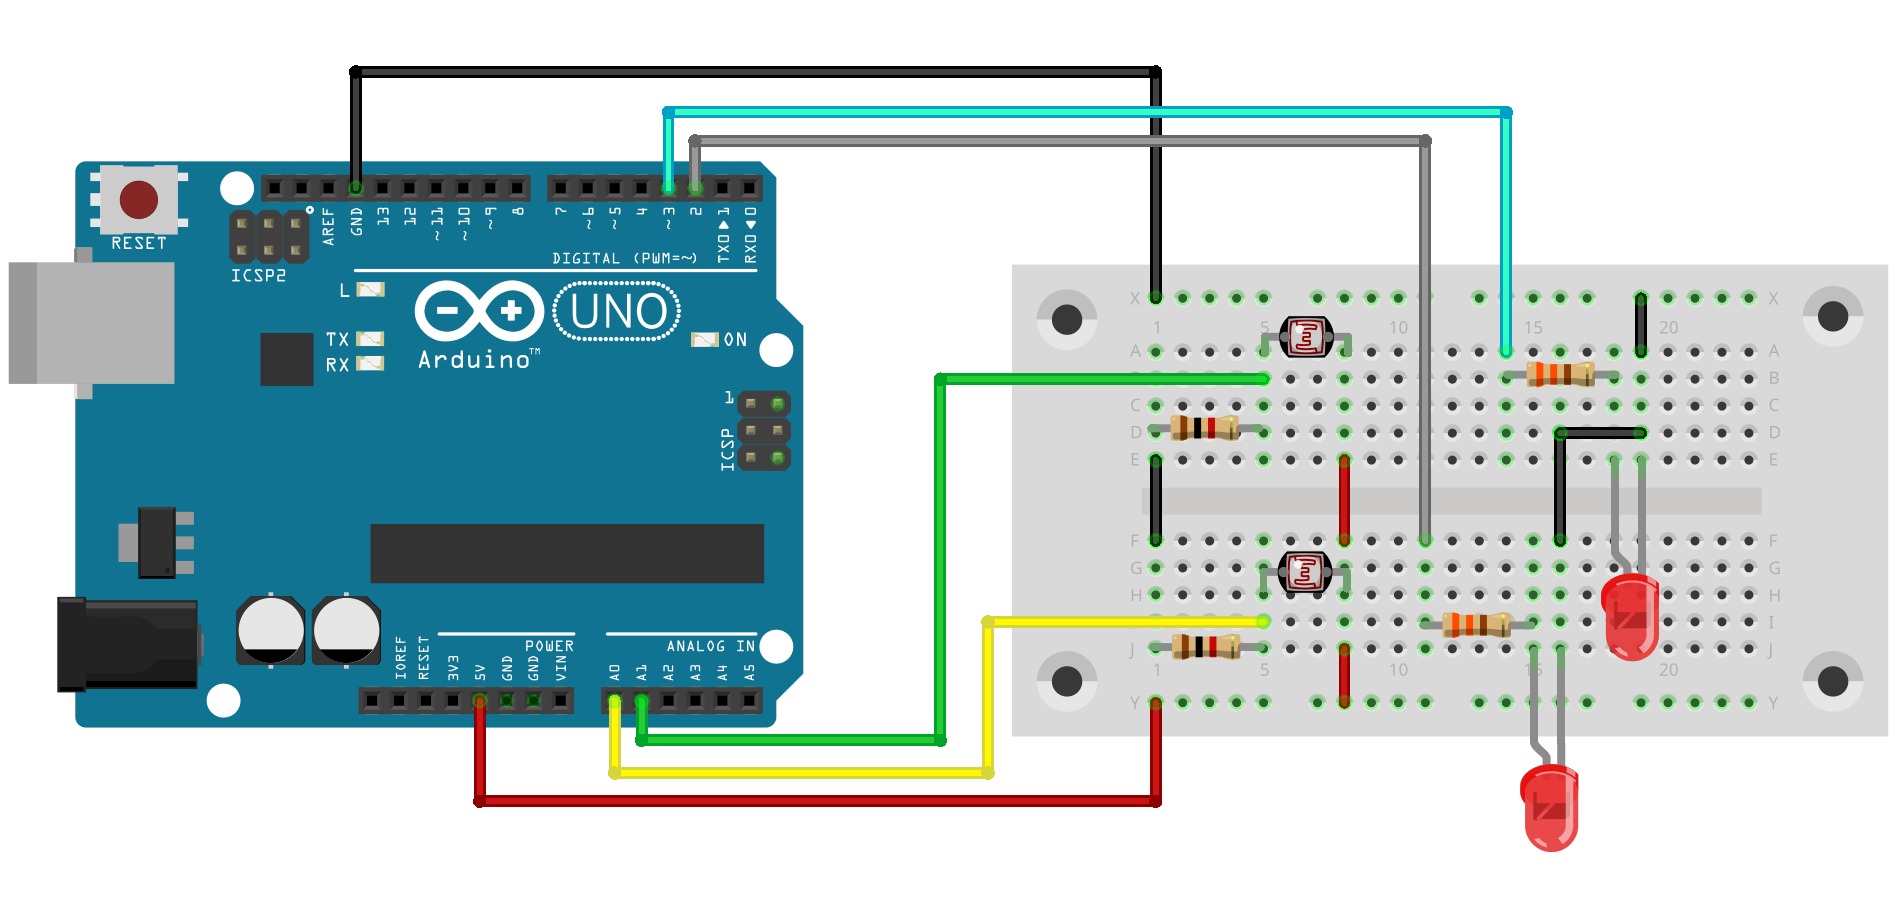 RESET
ICSP2
AREF
GND
13
12
~11
~10
~9
8
7
~6
~5
4
~3
2
TX0▶1
RX0◀0
DIGITAL (PWM=~)
L
TX
RX
UNO
Arduino™
ON
1
ICSP
POWER
ANALOG IN
IOREF
RESET
3V3
5V
GND
GND
VIN
A0
A1
A2
A3
A4
A5
X X
1 5 10 15 20
A A
B
C C
D D
E E
F F
G G
H H
I
J J
1 5 10 15 20
Y Y